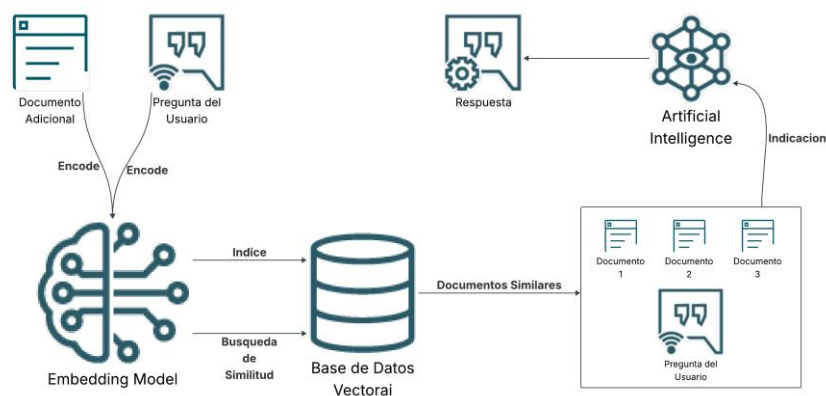 Documento
Adicional
Pregunta del
Usuario
Respuesta
Artificial
Intelligence
Encode
Encode
Indicacion
Indice
Busqueda
de
Similitud
Embedding Model
Base de Datos
Vectorai
Documentos Similares
Documento
1
Documento
2
Documento
3
Pregunta del
Usuario